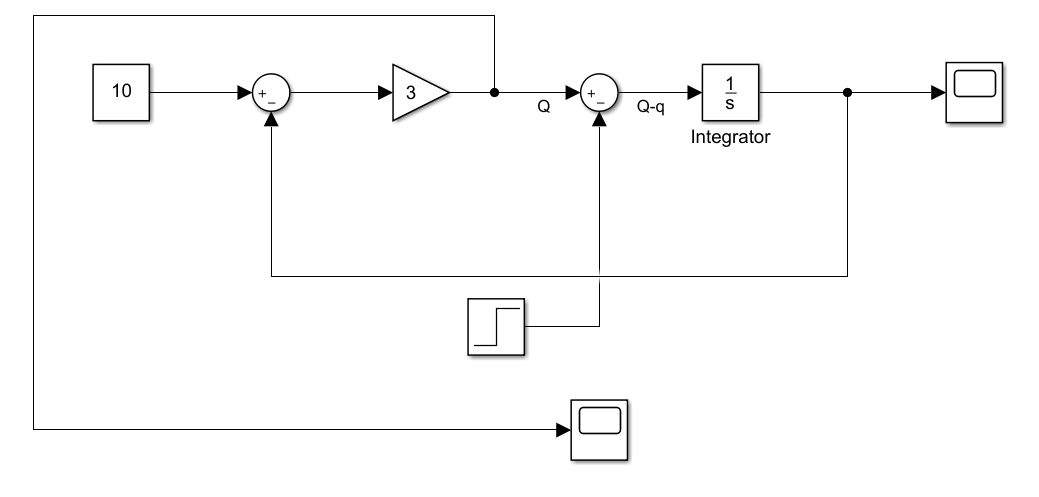 10
+
−
3
Q
+
−
Q-q
1
s
Integrator